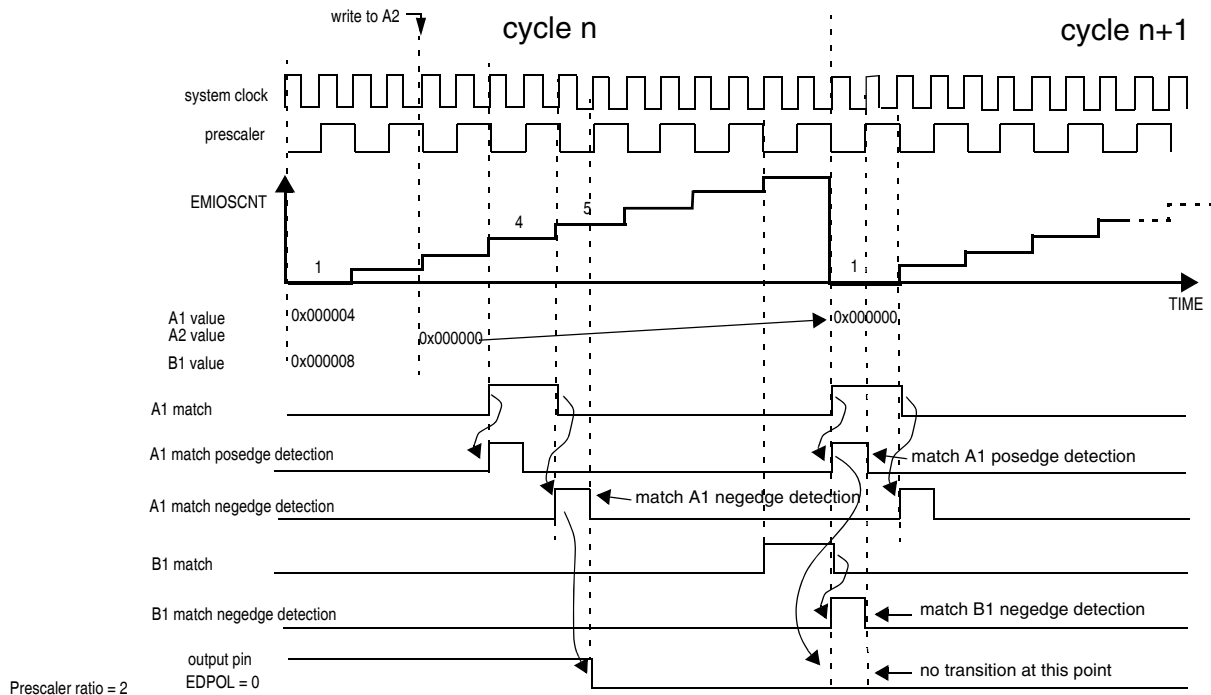 write to A2
cycle n
cycle n+1
system clock
prescaler
EMIOSCNT
1
4
5
1
TIME
A1 value
0x000004
0x000000
A2 value
0x000000
B1 value
0x000008
A1 match
A1 match posedge detection
match A1 posedge detection
A1 match negedge detection
match A1 negedge detection
B1 match
B1 match negedge detection
match B1 negedge detection
output pin
EDPOL = 0
no transition at this point
Prescaler ratio = 2